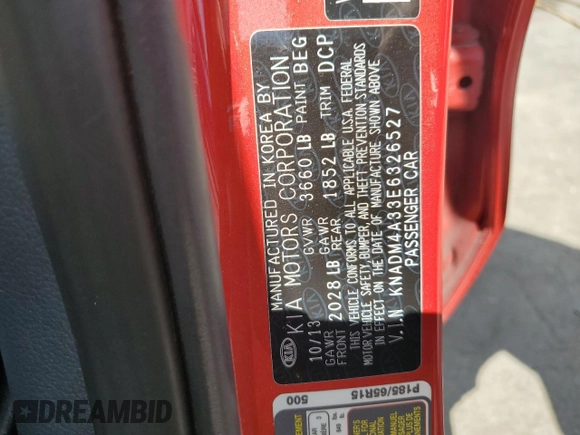 MANUFACTURED IN KOREA BY
KIA KIA MOTORS CORPORATION
10/13 GVWR 3660 LB PAINT BEG
GAWR FRONT 2028 LB GAWR REAR 1852 LB TRIM DCP
THIS VEHICLE CONFORMS TO ALL APPLICABLE U.S.A. FEDERAL
MOTOR VEHICLE SAFETY, BUMPER, AND THEFT PREVENTION STANDARDS
IN EFFECT ON THE DATE OF MANUFACTURE SHOWN ABOVE
V.I.N. KNADM4A33E6326527
PASSENGER CAR
P185/65R15
500
DREAMBID